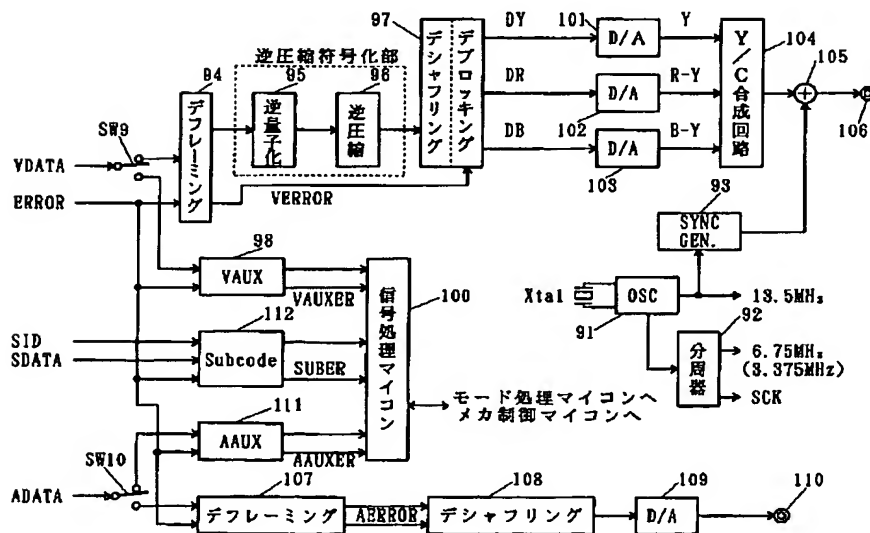 97
DY
101
Y
104
逆圧縮符号化部
94
95
96
デフレーミング
逆量子化
逆圧縮
デシャフリング
デブロッキング
D/A
DR
R-Y
D/A
102
DB
B-Y
D/A
103
Y/C合成回路
105
106
SW9
VDATA
ERROR
VERROR
93
SYNC
GEN.
98
VAUX
VAUXER
100
信号処理マイコン
Xtal
OSC
91
13.5MHz
92
分周器
6.75MHz
(3.375MHz)
SCK
112
SID
SDATA
Subcode
SUBER
モード処理マイコンへ
メカ制御マイコンへ
111
AAUX
AAUXER
SW10
ADATA
107
デフレーミング
AERROR
108
デシャフリング
109
D/A
110